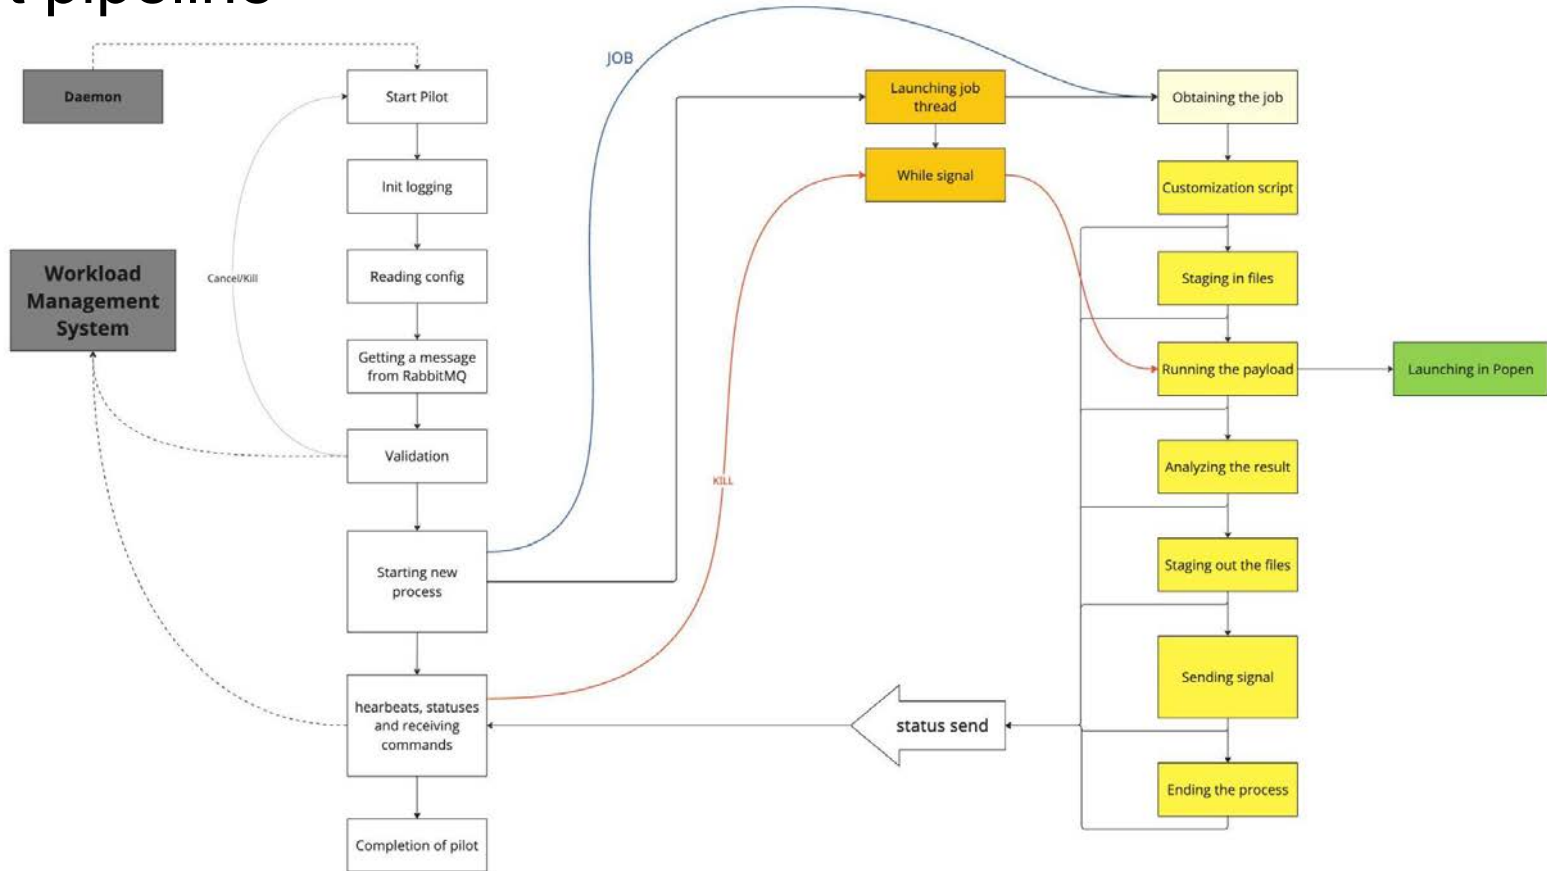 t pipeline
JOB
Daemon
Start Pilot
Launching job
thread
Obtaining the job
Init logging
While signal
Customization script
Workload
Management
System
Cancel/Kill
Reading config
Staging in files
Getting a message
from RabbitMQ
Running the payload
Launching in Popen
Validation
Analyzing the result
KILL
Starting new
process
Staging out the files
hearbeats, statuses
and receiving
commands
status send
Sending signal
Ending the process
Completion of pilot